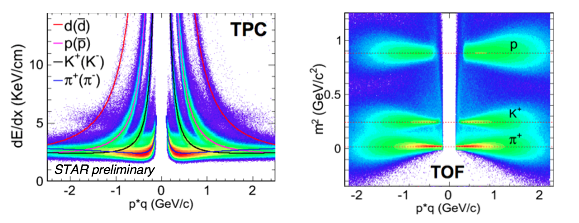 TPC
d(d̄)
p(p̄)
K⁺(K⁻)
π⁺(π⁻)
STAR preliminary
dE/dx (KeV/cm)
0
5
10
-2
-1
0
1
2
p*q (GeV/c)
p
K⁺
π⁺
TOF
m² (GeV/c²)
0
0.5
1
-2
-1
0
1
2
p*q (GeV/c)